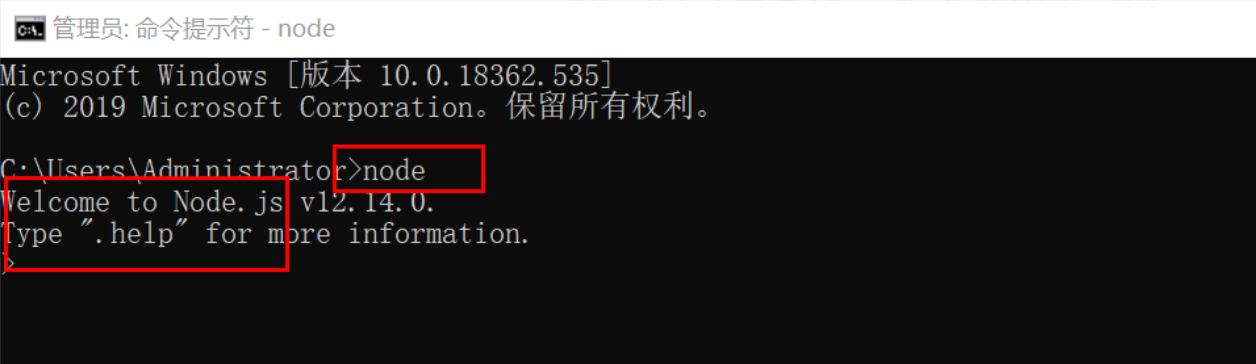 管理员: 命令提示符 - node
Microsoft Windows [版本 10.0.18362.535]
(c) 2019 Microsoft Corporation。保留所有权利。
C:\Users\Administrator>node
Welcome to Node.js v12.14.0.
Type ".help" for more information.
>